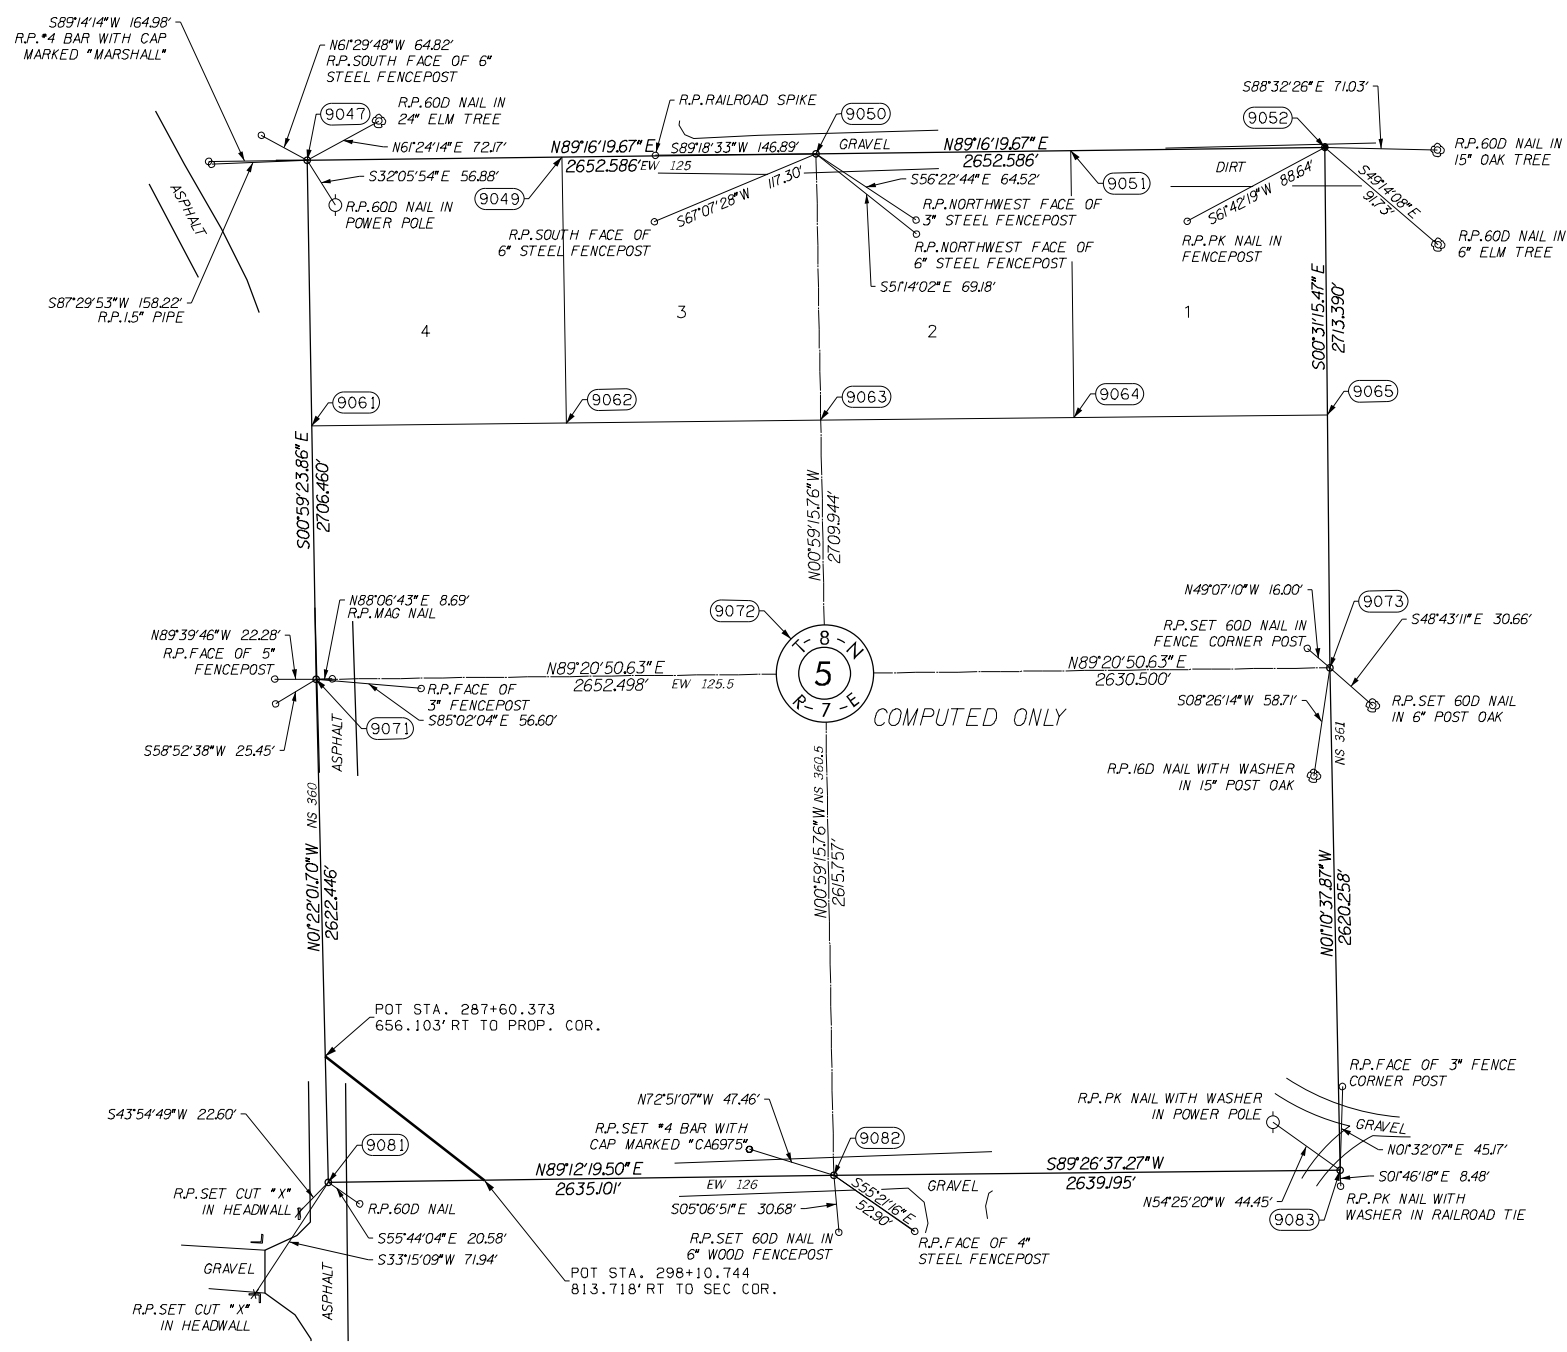 S89°14'14"W 164.98'
R.P.#4 BAR WITH CAP
MARKED "MARSHALL"
N61°29'48"W 64.82'
R.P.SOUTH FACE OF 6"
STEEL FENCEPOST
9047
R.P.60D NAIL IN
24" ELM TREE
N61°24'14"E 72.17'
S32°05'54"E 56.88'
R.P.60D NAIL IN
POWER POLE
ASPHALT
S87°29'53"W 158.22'
R.P.1.5" PIPE
R.P.RAILROAD SPIKE
N89°16'19.67"E
2652.586'
S89°18'33"W 146.89'
EW 125
9049
9050
GRAVEL
S67°07'28"W 117.30'
R.P.SOUTH FACE OF
6" STEEL FENCEPOST
N89°16'19.67"E
2652.586'
S56°22'44"E 64.52'
R.P.NORTHWEST FACE OF
3" STEEL FENCEPOST
R.P.NORTHWEST FACE OF
6" STEEL FENCEPOST
S51°14'02"E 69.18'
9051
9052
S88°32'26"E 71.03'
R.P.60D NAIL IN
15" OAK TREE
DIRT
S61°42'19"W 88.64'
S49°14'08"E
91.73'
R.P.PK NAIL IN
FENCEPOST
R.P.60D NAIL IN
6" ELM TREE
4
3
2
1
S00°31'15.47"E
2713.390'
9061
9062
9063
9064
9065
S00°59'23.86"E
2706.460'
N00°59'15.76"W
2709.944'
N88°06'43"E 8.69'
R.P.MAG NAIL
N89°39'46"W 22.28'
R.P.FACE OF 5"
FENCEPOST
R.P.FACE OF
3" FENCEPOST
S85°02'04"E 56.60'
9071
S58°52'38"W 25.45'
ASPHALT
N89°20'50.63"E
2652.498'
EW 125.5
9072
T-8-N
5
R-7-E
COMPUTED ONLY
N89°20'50.63"E
2630.500'
N49°07'10"W 16.00'
R.P.SET 60D NAIL IN
FENCE CORNER POST
9073
S48°43'11"E 30.66'
R.P.SET 60D NAIL
IN 6" POST OAK
S08°26'14"W 58.71'
R.P.16D NAIL WITH WASHER
IN 15" POST OAK
NS 361
NS 360
N01°22'01.70"W
2622.446'
NS 360.5
N00°59'15.76"W
2615.757'
N01°10'37.87"W
2620.258'
POT STA. 287+60.373
656.103' RT TO PROP. COR.
S43°54'49"W 22.60'
9081
R.P.SET CUT "X"
IN HEADWALL
R.P.60D NAIL
S55°44'04"E 20.58'
S33°15'09"W 71.94'
GRAVEL
ASPHALT
R.P.SET CUT "X"
IN HEADWALL
N89°12'19.50"E
2635.101'
EW 126
POT STA. 298+10.744
813.718' RT TO SEC COR.
N72°51'07"W 47.46'
R.P.SET #4 BAR WITH
CAP MARKED "CA6975"
9082
S05°06'51"E 30.68'
R.P.SET 60D NAIL IN
6" WOOD FENCEPOST
S55°21'16"E
52.90'
R.P.FACE OF 4"
STEEL FENCEPOST
GRAVEL
S89°26'37.27"W
2639.195'
R.P.PK NAIL WITH WASHER
IN POWER POLE
R.P.FACE OF 3" FENCE
CORNER POST
GRAVEL
N01°32'07"E 45.17'
S01°46'18"E 8.48'
N54°25'20"W 44.45'
9083
R.P.PK NAIL WITH
WASHER IN RAILROAD TIE